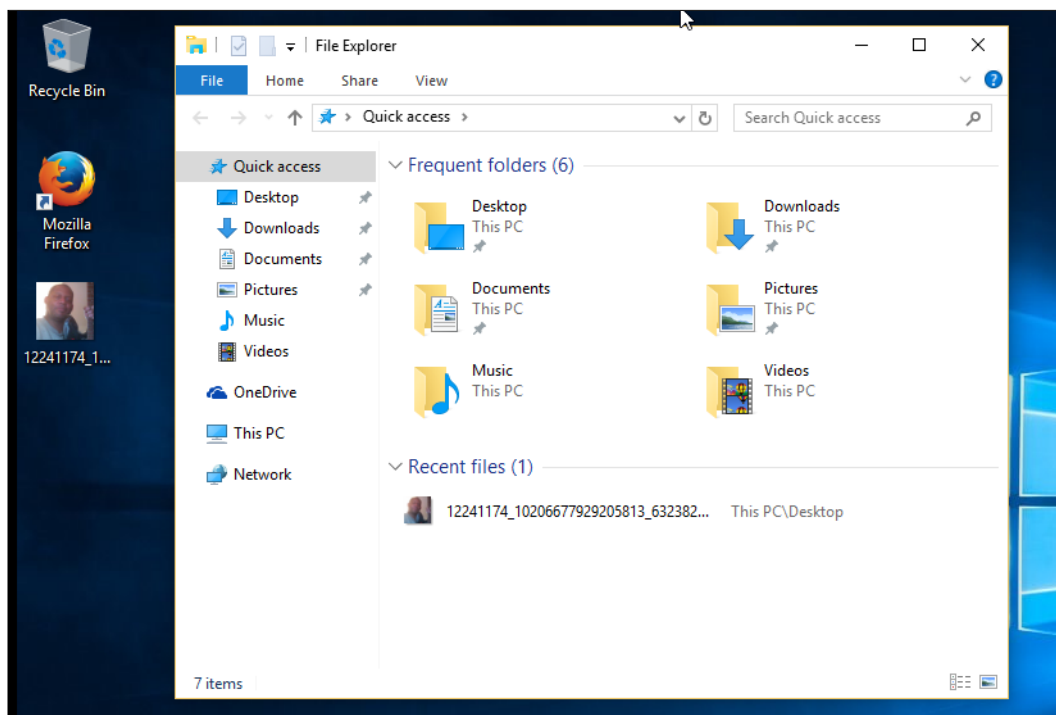 Recycle Bin
Mozilla
Firefox
12241174_1...
File Explorer
File Home Share View
Quick access
Search Quick access
Quick access
Desktop
Downloads
Documents
Pictures
Music
Videos
OneDrive
This PC
Network
Frequent folders (6)
Desktop
This PC
Downloads
This PC
Documents
This PC
Pictures
This PC
Music
This PC
Videos
This PC
Recent files (1)
12241174_10206677929205813_632382... This PC\Desktop
7 items